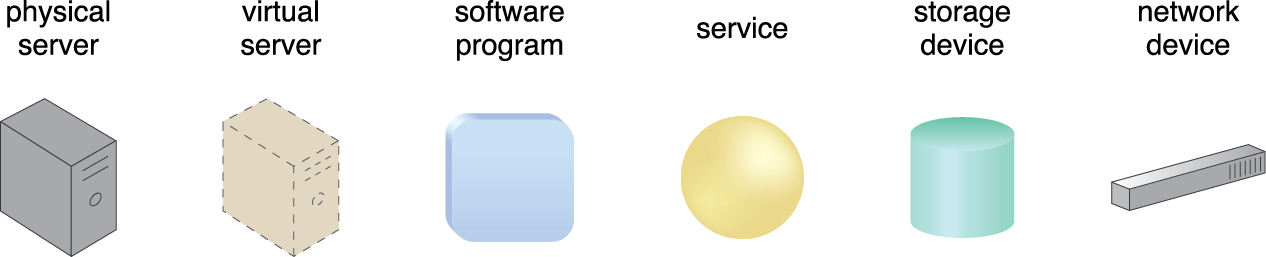 physical
server
virtual
server
software
program
service
storage
device
network
device